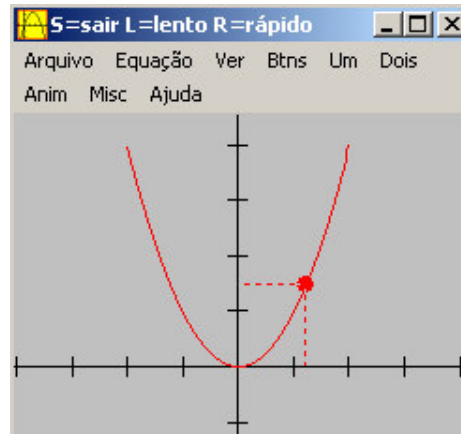 S=sair L=lento R=rápido
Arquivo Equação Ver Btns Um Dois
Anim Misc Ajuda